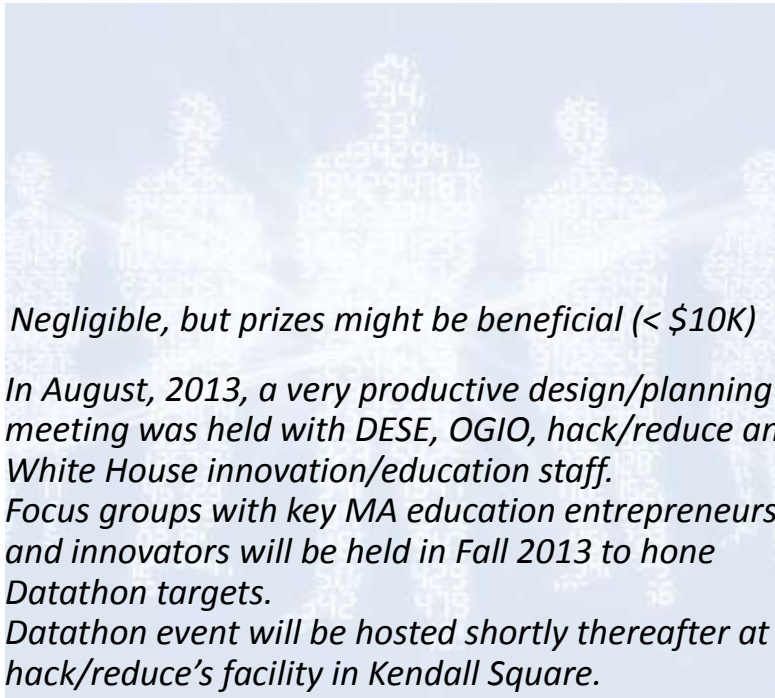 Negligible, but prizes might be beneficial (< $10K)
In August, 2013, a very productive design/planning
meeting was held with DESE, OGIO, hack/reduce an
White House innovation/education staff.
Focus groups with key MA education entrepreneurs
and innovators will be held in Fall 2013 to hone
Datathon targets.
Datathon event will be hosted shortly thereafter at
hack/reduce’s facility in Kendall Square.